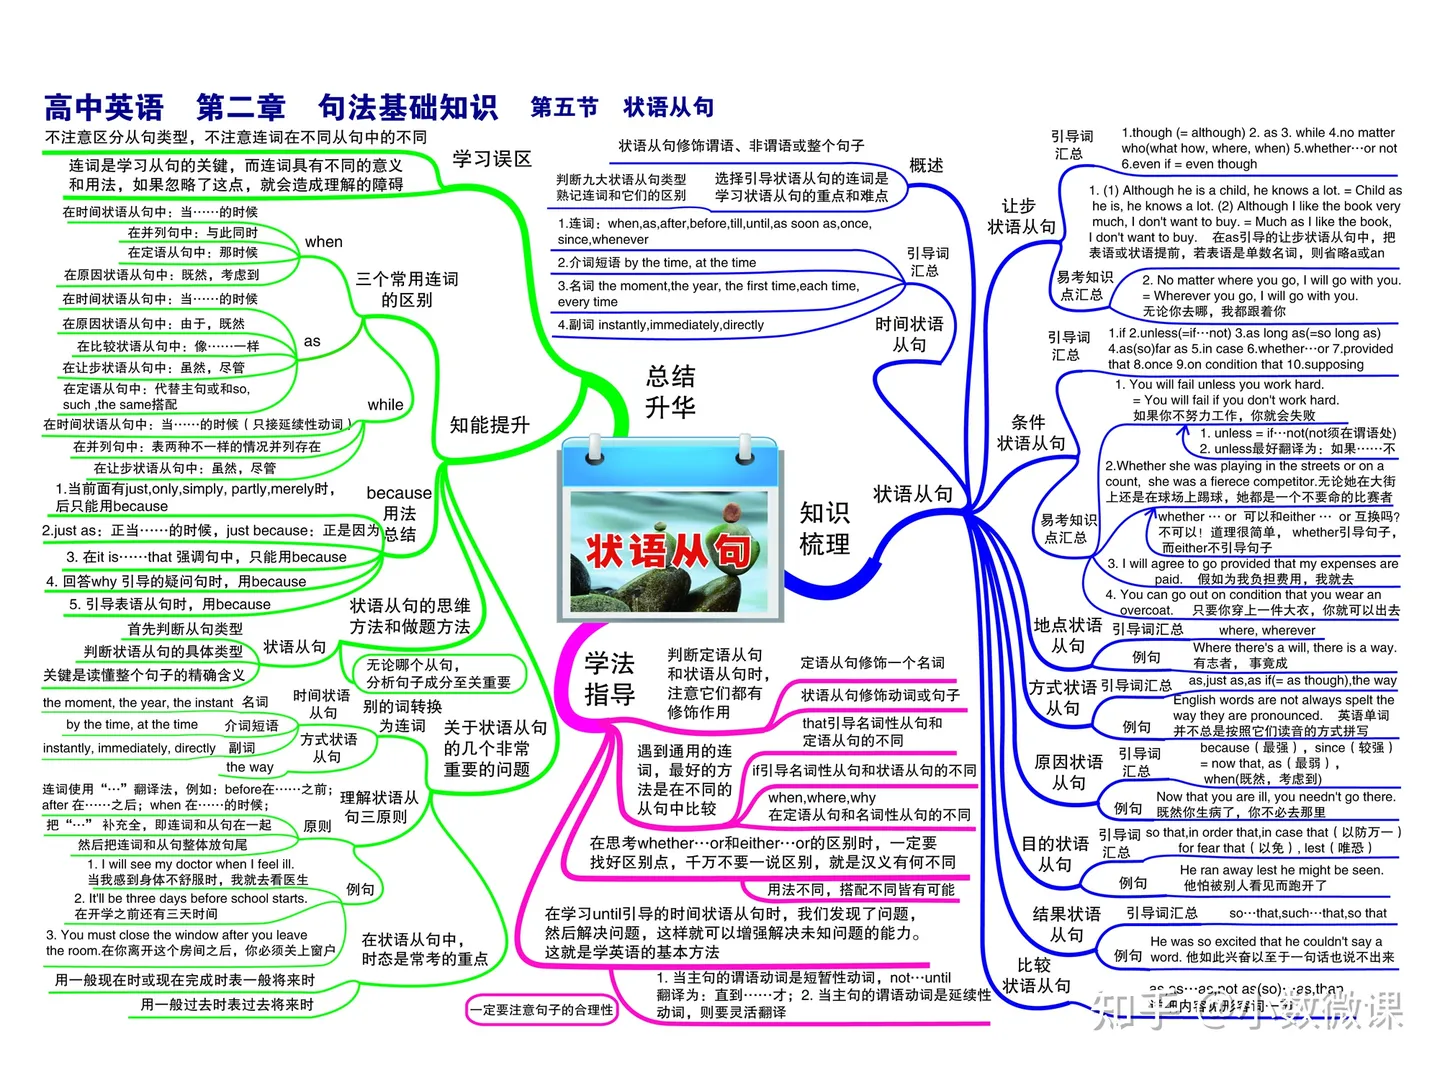 高中英语 第二章 句法基础知识 第五节 状语从句
不注意区分从句类型，不注意连词在不同从句中的不同
连词是学习从句的关键，而连词具有不同的意义
和用法，如果忽略了这点，就会造成理解的障碍
学习误区
总结
升华
知能提升
三个常用连词
的区别
when
在时间状语从句中：当……的时候
在并列句中：与此同时
在定语从句中：那时候
在原因状语从句中：既然，考虑到
as
在时间状语从句中：当……的时候
在原因状语从句中：由于，既然
在比较状语从句中：像……一样
在让步状语从句中：虽然，尽管
在定语从句中：代替主句或和so,
such ,the same搭配
while
在时间状语从句中：当……的时候（只接延续性动词）
在并列句中：表两种不一样的情况并列存在
在让步状语从句中：虽然，尽管
because
用法
总结
1.当前面有just,only,simply, partly,merely时，
后只能用because
2.just as：正当……的时候，just because：正是因为
3. 在it is……that 强调句中，只能用because
4. 回答why 引导的疑问句时，用because
5. 引导表语从句时，用because
状语从句的思维
方法和做题方法
状语从句
首先判断从句类型
判断状语从句的具体类型
关键是读懂整个句子的精确含义
无论哪个从句，
分析句子成分至关重要
关于状语从句
的几个非常
重要的问题
别的词转换
为连词
时间状语
从句
the moment, the year, the instant 名词
by the time, at the time 介词短语
instantly, immediately, directly 副词
方式状语
从句
the way
理解状语从
句三原则
原则
连词使用“…”翻译法，例如：before在……之前；
after 在……之后；when 在……的时候；
把“…” 补充全，即连词和从句在一起
然后把连词和从句整体放句尾
例句
1. I will see my doctor when I feel ill.
当我感到身体不舒服时，我就去看医生
2. It'll be three days before school starts.
在开学之前还有三天时间
3. You must close the window after you leave
the room.在你离开这个房间之后，你必须关上窗户
在状语从句中，
时态是常考的重点
用一般现在时或现在完成时表一般将来时
用一般过去时表过去将来时
状语从句
知识
梳理
状语从句
概述
状语从句修饰谓语、非谓语或整个句子
选择引导状语从句的连词是
学习状语从句的重点和难点
判断九大状语从句类型
熟记连词和它们的区别
时间状语
从句
引导词
汇总
1.连词：when,as,after,before,till,until,as soon as,once,
since,whenever
2.介词短语 by the time, at the time
3.名词 the moment,the year, the first time,each time,
every time
4.副词 instantly,immediately,directly
让步
状语从句
引导词
汇总
1.though (= although) 2. as 3. while 4.no matter
who(what how, where, when) 5.whether…or not
6.even if = even though
易考知识
点汇总
1. (1) Although he is a child, he knows a lot. = Child as
he is, he knows a lot. (2) Although I like the book very
much, I don't want to buy. = Much as I like the book,
I don't want to buy. 在as引导的让步状语从句中，把
表语或状语提前，若表语是单数名词，则省略a或an
2. No matter where you go, I will go with you.
= Wherever you go, I will go with you.
无论你去哪，我都跟着你
条件
状语从句
引导词
汇总
1.if 2.unless(=if…not) 3.as long as(=so long as)
4.as(so)far as 5.in case 6.whether…or 7.provided
that 8.once 9.on condition that 10.supposing
易考知识
点汇总
1. You will fail unless you work hard.
= You will fail if you don't work hard.
如果你不努力工作，你就会失败
1. unless = if…not(not须在谓语处)
2. unless最好翻译为：如果……不
2.Whether she was playing in the streets or on a
count, she was a fierece competitor.无论她在大街
上还是在球场上踢球，她都是一个不要命的比赛者
whether … or 可以和either … or 互换吗?
不可以！道理很简单， whether引导句子，
而either不引导句子
3. I will agree to go provided that my expenses are
paid. 假如为我负担费用，我就去
4. You can go out on condition that you wear an
overcoat. 只要你穿上一件大衣，你就可以出去
地点状语
从句
引导词汇总 where, wherever
例句
Where there's a will, there is a way.
有志者，事竟成
方式状语
从句
引导词汇总 as,just as,as if(= as though),the way
例句
English words are not always spelt the
way they are pronounced. 英语单词
并不总是按照它们读音的方式拼写
原因状语
从句
引导词
汇总
because（最强）, since（较强）
= now that, as（最弱），
when(既然，考虑到)
例句
Now that you are ill, you needn't go there.
既然你生病了，你不必去那里
目的状语
从句
引导词
汇总
so that,in order that,in case that（以防万一）
for fear that（以免）, lest（唯恐）
例句
He ran away lest he might be seen.
他怕被别人看见而跑开了
结果状语
从句
引导词汇总 so…that,such…that,so that
例句
He was so excited that he couldn't say a
word. 他如此兴奋以至于一句话也说不出来
比较
状语从句
as as…as,not as(so)…as,than
学法
指导
判断定语从句
和状语从句时，
注意它们都有
修饰作用
定语从句修饰一个名词
状语从句修饰动词或句子
遇到通用的连
词，最好的方
法是在不同的
从句中比较
that引导名词性从句和
定语从句的不同
if引导名词性从句和状语从句的不同
when,where,why
在定语从句和名词性从句的不同
在思考whether…or和either…or的区别时，一定要
找好区别点，千万不要一说区别，就是汉义有何不同
用法不同，搭配不同皆有可能
在学习until引导的时间状语从句时，我们发现了问题，
然后解决问题，这样就可以增强解决未知问题的能力。
这就是学英语的基本方法
1. 当主句的谓语动词是短暂性动词，not…until
翻译为：直到……才；2. 当主句的谓语动词是延续性
动词，则要灵活翻译
一定要注意句子的合理性
知乎 @小数微课